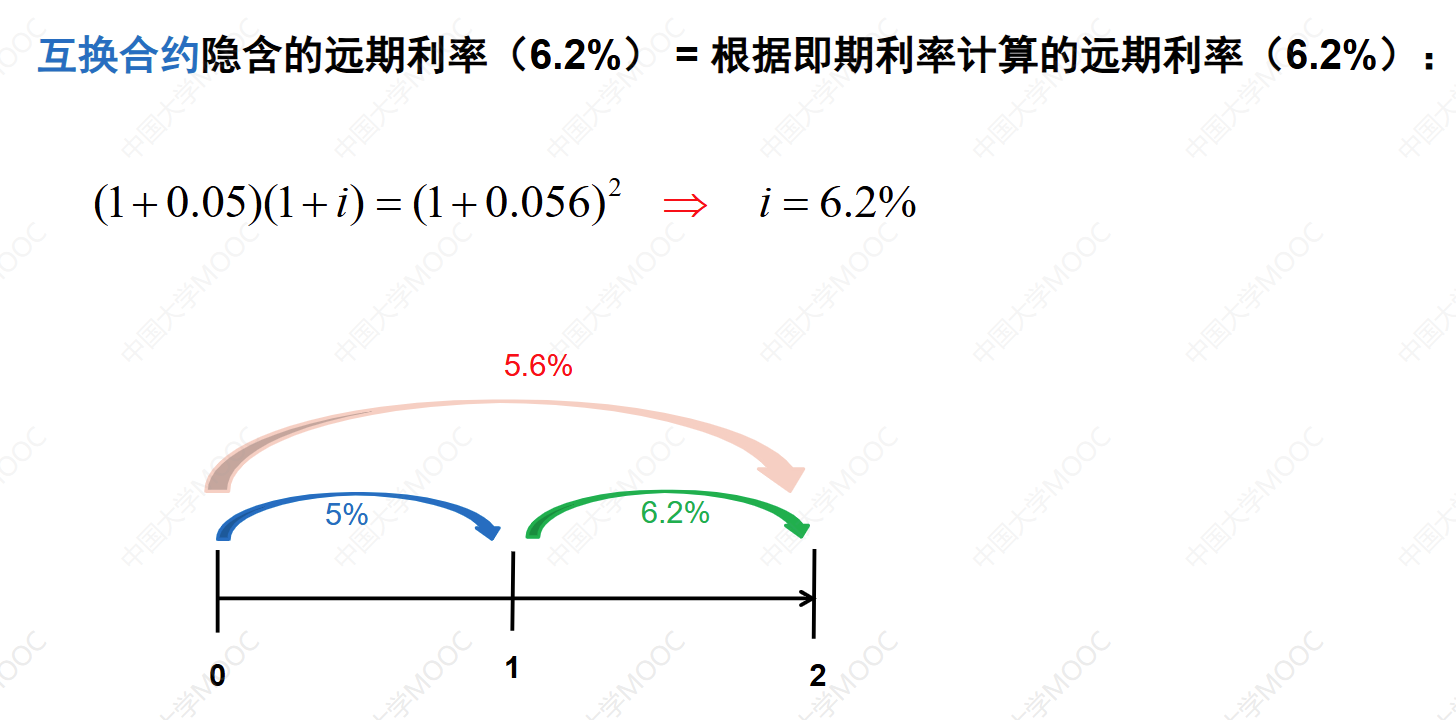 互换合约隐含的远期利率（6.2%） = 根据即期利率计算的远期利率（6.2%）：
(1+0.05)(1+i)=(1+0.056)² ⇒ i=6.2%
5.6%
5% 6.2%
0 1 2
中国大学MOOC